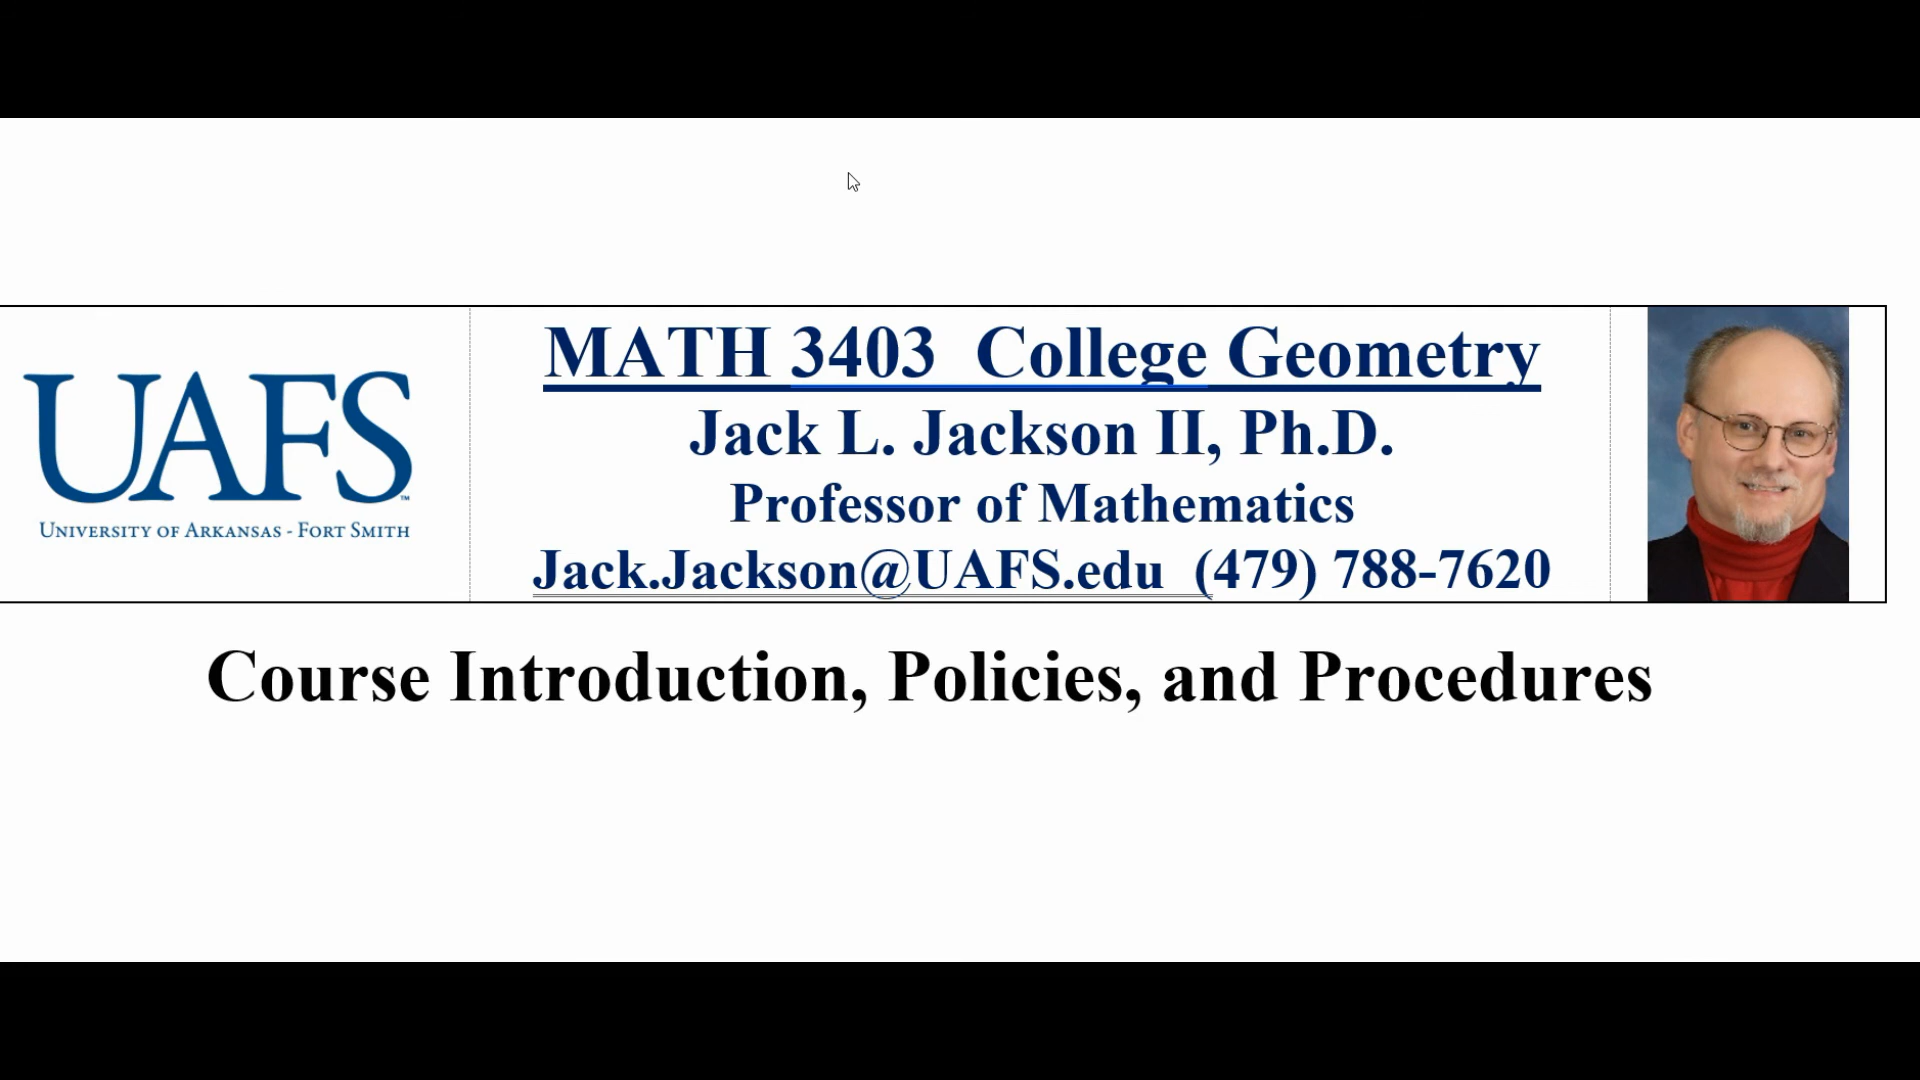 UAFS™
UNIVERSITY OF ARKANSAS - FORT SMITH
MATH 3403 College Geometry
Jack L. Jackson II, Ph.D.
Professor of Mathematics
Jack.Jackson@UAFS.edu (479) 788-7620
Course Introduction, Policies, and Procedures